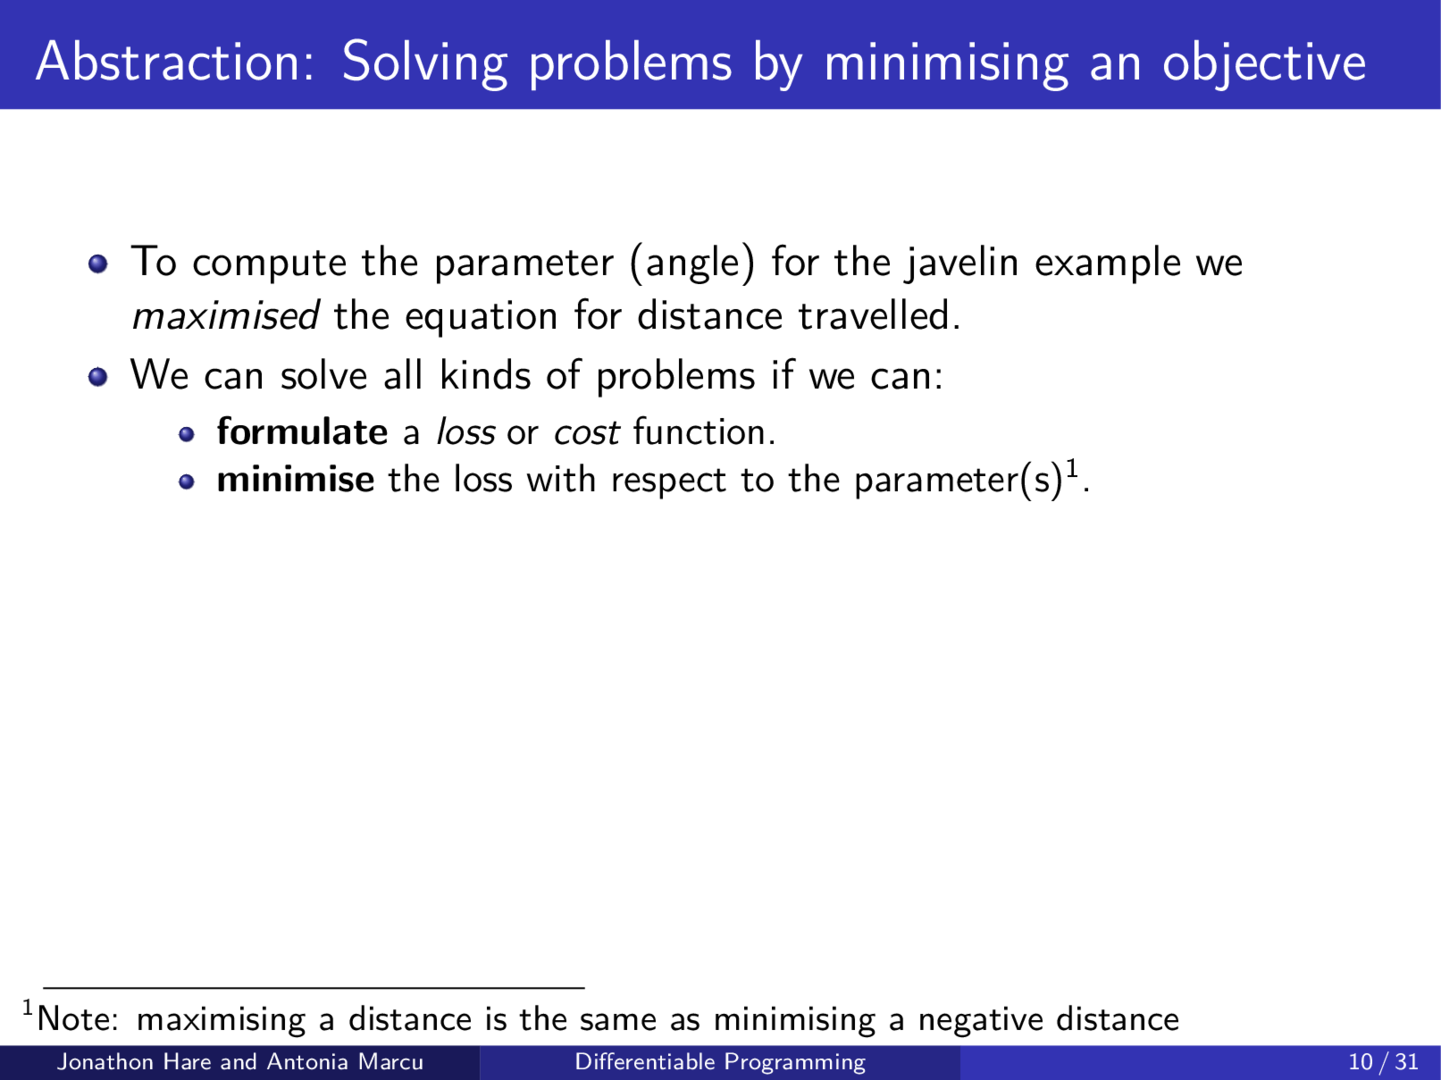 Abstraction: Solving problems by minimising an objective
To compute the parameter (angle) for the javelin example we
maximised the equation for distance travelled.
We can solve all kinds of problems if we can:
formulate a loss or cost function.
minimise the loss with respect to the parameter(s)¹.
¹Note: maximising a distance is the same as minimising a negative distance
Jonathon Hare and Antonia Marcu
Differentiable Programming
10 / 31